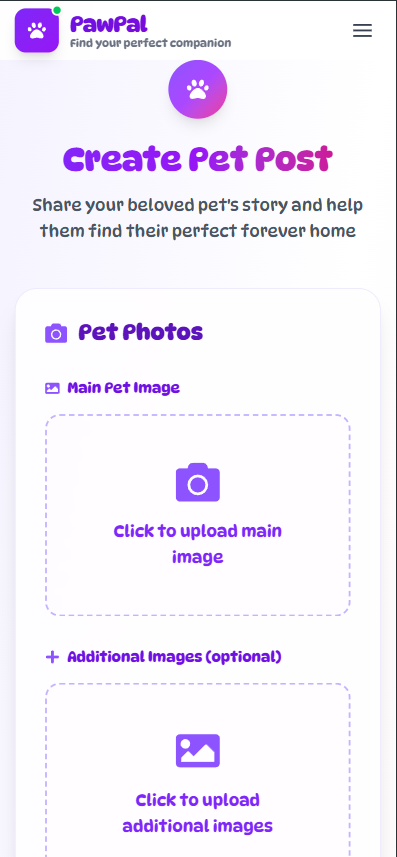 PawPal
Find your perfect companion
Create Pet Post
Share your beloved pet's story and help
them find their perfect forever home
Pet Photos
Main Pet Image
Click to upload main
image
Additional Images (optional)
Click to upload
additional images